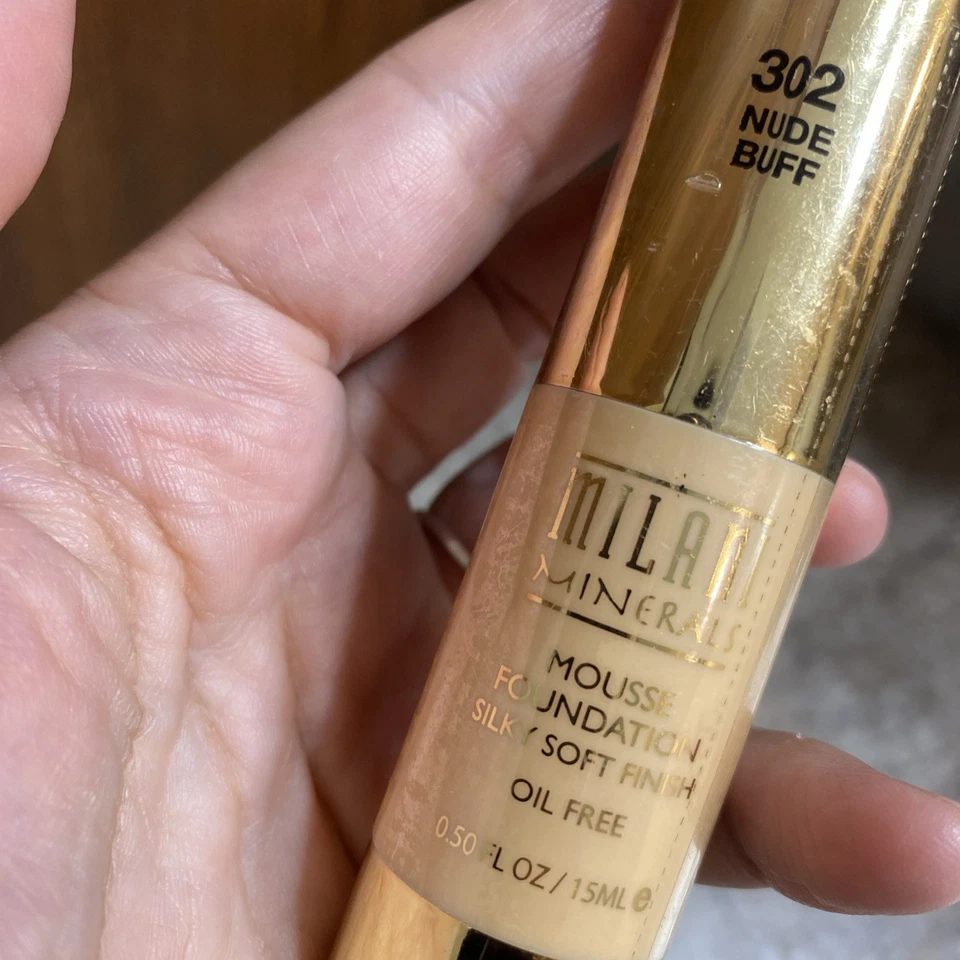 302
NUDE
BUFF
MILANI
MINERALS
MOUSSE
FOUNDATION
SILKY SOFT FINISH
OIL FREE
0.50 FL OZ / 15ML e